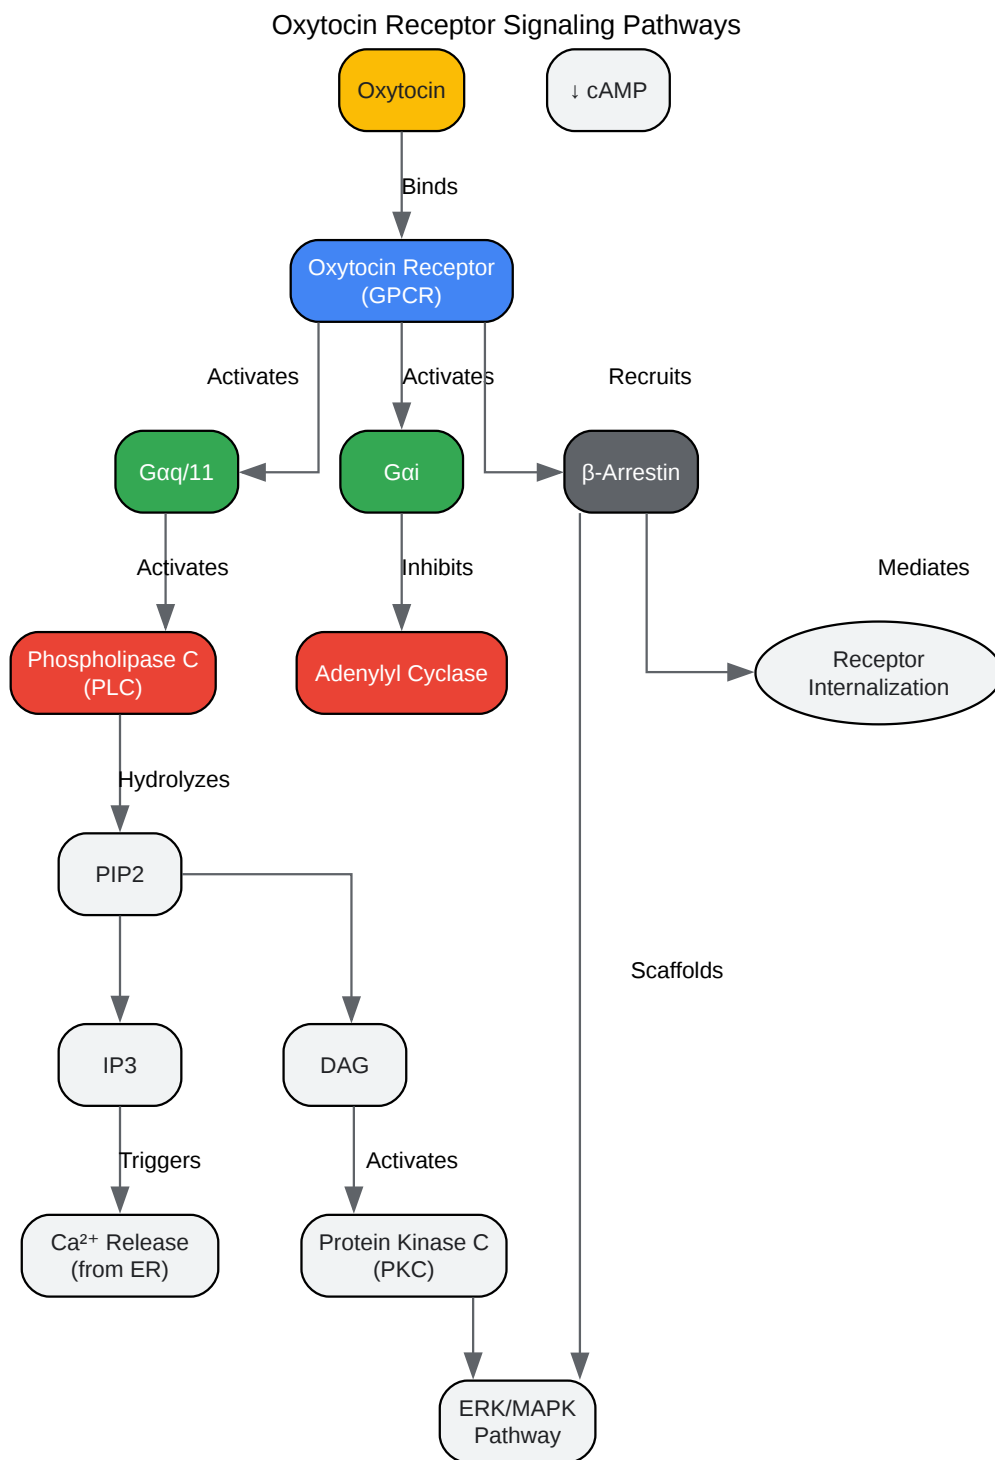 Oxytocin Receptor Signaling Pathways
Oxytocin
↓ cAMP
Binds
Oxytocin Receptor
(GPCR)
Activates
Activates
Recruits
Gαq/11
Gαi
β-Arrestin
Activates
Inhibits
Mediates
Phospholipase C
(PLC)
Adenylyl Cyclase
Receptor
Internalization
Hydrolyzes
PIP2
Scaffolds
IP3
DAG
Triggers
Activates
Ca²⁺ Release
(from ER)
Protein Kinase C
(PKC)
ERK/MAPK
Pathway